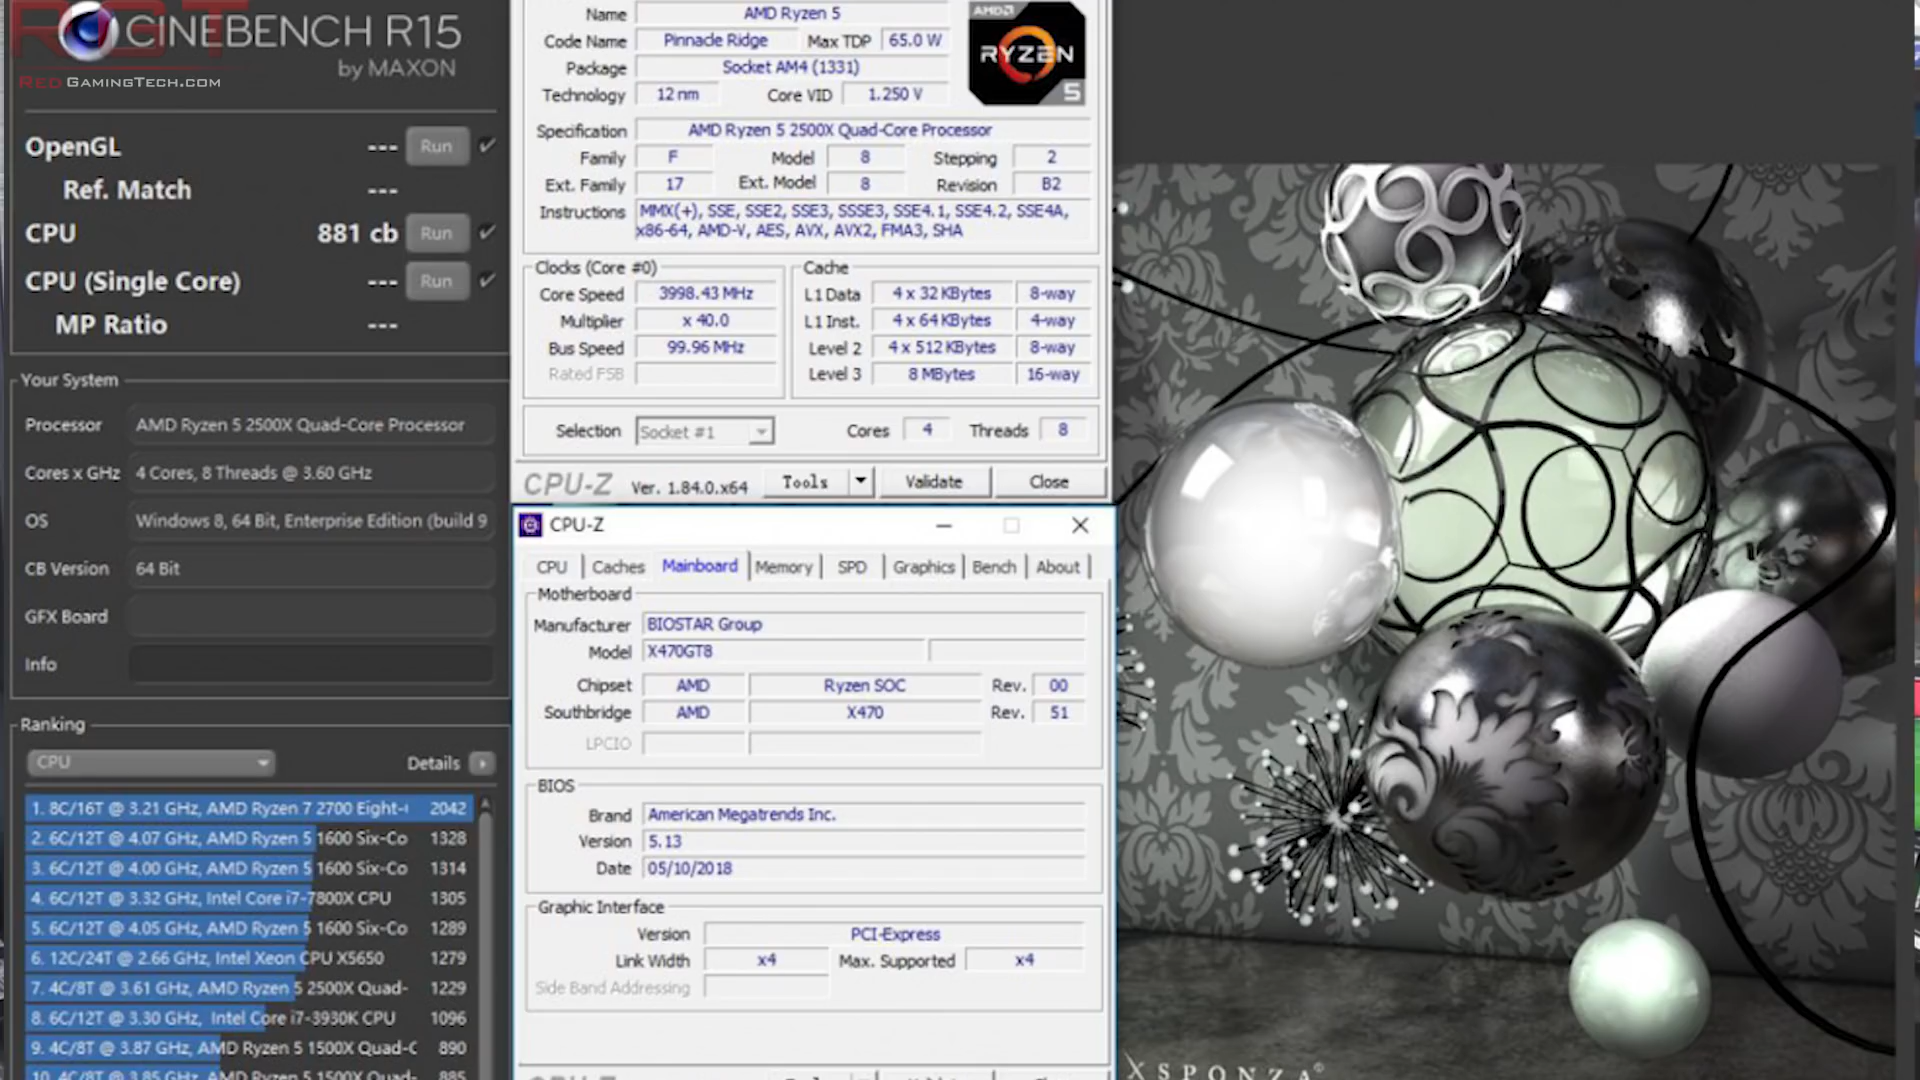 CINEBENCH R15
by MAXON
RED GAMINGTECH.COM
OpenGL --- Run
Ref. Match ---
CPU 881 cb Run
CPU (Single Core) --- Run
MP Ratio ---
Your System
Processor AMD Ryzen 5 2500X Quad-Core Processor
Cores x GHz 4 Cores, 8 Threads @ 3.60 GHz
OS Windows 8, 64 Bit, Enterprise Edition (build 9
CB Version 64 Bit
GFX Board
Info
Ranking
CPU Details
1. 8C/16T @ 3.21 GHz, AMD Ryzen 7 2700 Eight- 2042
2. 6C/12T @ 4.07 GHz, AMD Ryzen 5 1600 Six-Co 1328
3. 6C/12T @ 4.00 GHz, AMD Ryzen 5 1600 Six-Co 1314
4. 6C/12T @ 3.32 GHz, Intel Core i7-7800X CPU 1305
5. 6C/12T @ 4.05 GHz, AMD Ryzen 5 1600 Six-Co 1289
6. 12C/24T @ 2.66 GHz, Intel Xeon CPU X5650 1279
7. 4C/8T @ 3.61 GHz, AMD Ryzen 5 2500X Quad- 1229
8. 6C/12T @ 3.30 GHz, Intel Core i7-3930K CPU 1096
9. 4C/8T @ 3.87 GHz, AMD Ryzen 5 1500X Quad-C 890
10. 4C/8T @ 3.85 GHz, AMD Ryzen 5 1500X Quad- 885
Name AMD Ryzen 5
Code Name Pinnacle Ridge Max TDP 65.0 W
Package Socket AM4 (1331)
Technology 12 nm Core VID 1.250 V
AMD
RYZEN
5
Specification AMD Ryzen 5 2500X Quad-Core Processor
Family F Model 8 Stepping 2
Ext. Family 17 Ext. Model 8 Revision B2
Instructions MMX(+), SSE, SSE2, SSE3, SSSE3, SSE4.1, SSE4.2, SSE4A,
x86-64, AMD-V, AES, AVX, AVX2, FMA3, SHA
Clocks (Core #0)
Core Speed 3998.43 MHz
Multiplier x 40.0
Bus Speed 99.96 MHz
Rated FSB
Cache
L1 Data 4 x 32 KBytes 8-way
L1 Inst. 4 x 64 KBytes 4-way
Level 2 4 x 512 KBytes 8-way
Level 3 8 MBytes 16-way
Selection Socket #1 Cores 4 Threads 8
CPU-Z Ver. 1.84.0.x64 Tools Validate Close
CPU-Z
CPU Caches Mainboard Memory SPD Graphics Bench About
Motherboard
Manufacturer BIOSTAR Group
Model X470GT8
Chipset AMD Ryzen SOC Rev. 00
Southbridge AMD X470 Rev. 51
LPCIO
BIOS
Brand American Megatrends Inc.
Version 5.13
Date 05/10/2018
Graphic Interface
Version PCI-Express
Link Width x4 Max. Supported x4
Side Band Addressing
CPU-Z
XSPONZA®